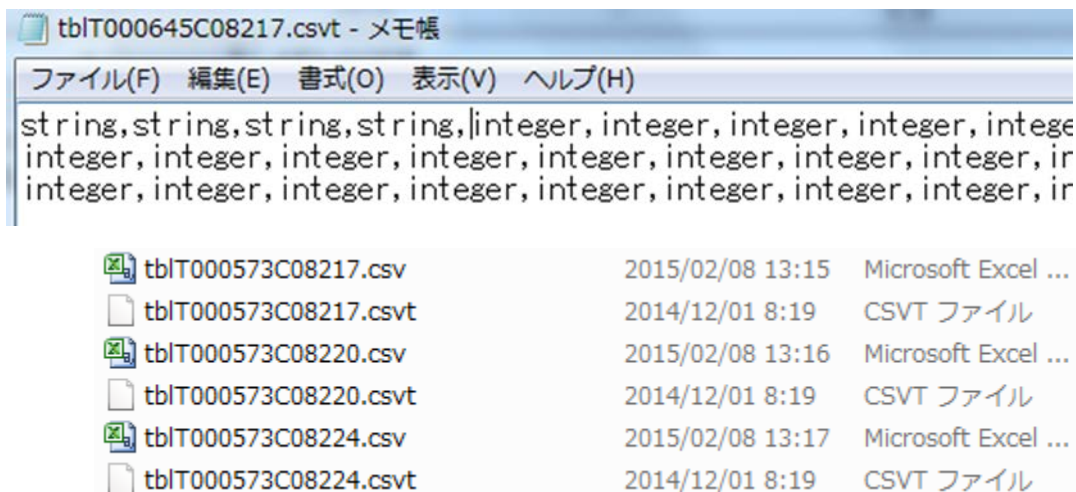 tblT000645C08217.csvt - メモ帳
ファイル(F) 編集(E) 書式(O) 表示(V) ヘルプ(H)
string,string,string,string,integer,integer,integer,integer,intege
integer,integer,integer,integer,integer,integer,integer,integer,in
integer,integer,integer,integer,integer,integer,integer,integer,in
tblT000573C08217.csv 2015/02/08 13:15 Microsoft Excel ...
tblT000573C08217.csvt 2014/12/01 8:19 CSVT ファイル
tblT000573C08220.csv 2015/02/08 13:16 Microsoft Excel ...
tblT000573C08220.csvt 2014/12/01 8:19 CSVT ファイル
tblT000573C08224.csv 2015/02/08 13:17 Microsoft Excel ...
tblT000573C08224.csvt 2014/12/01 8:19 CSVT ファイル